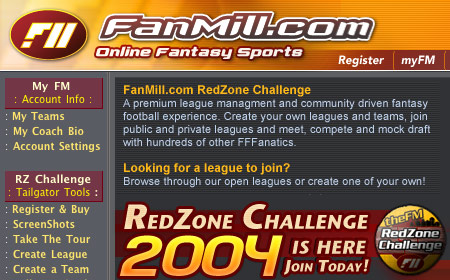 FanMill.com
Online Fantasy Sports
Register myFM
My FM
: Account Info :
: My Teams
: My Coach Bio
: Account Settings
RZ Challenge
: Tailgator Tools :
: Register & Buy
: ScreenShots
: Take The Tour
: Create League
: Create a Team
FanMill.com RedZone Challenge
A premium league managment and community driven fantasy
football experience. Create your own leagues and teams, join
public and private leagues and meet, compete and mock draft
with hundreds of other FFFanatics.
Looking for a league to join?
Browse through our open leagues or create one of your own!
REDZONE CHALLENGE
2004 IS HERE
JOIN TODAY!
theFM
RedZone
Challenge